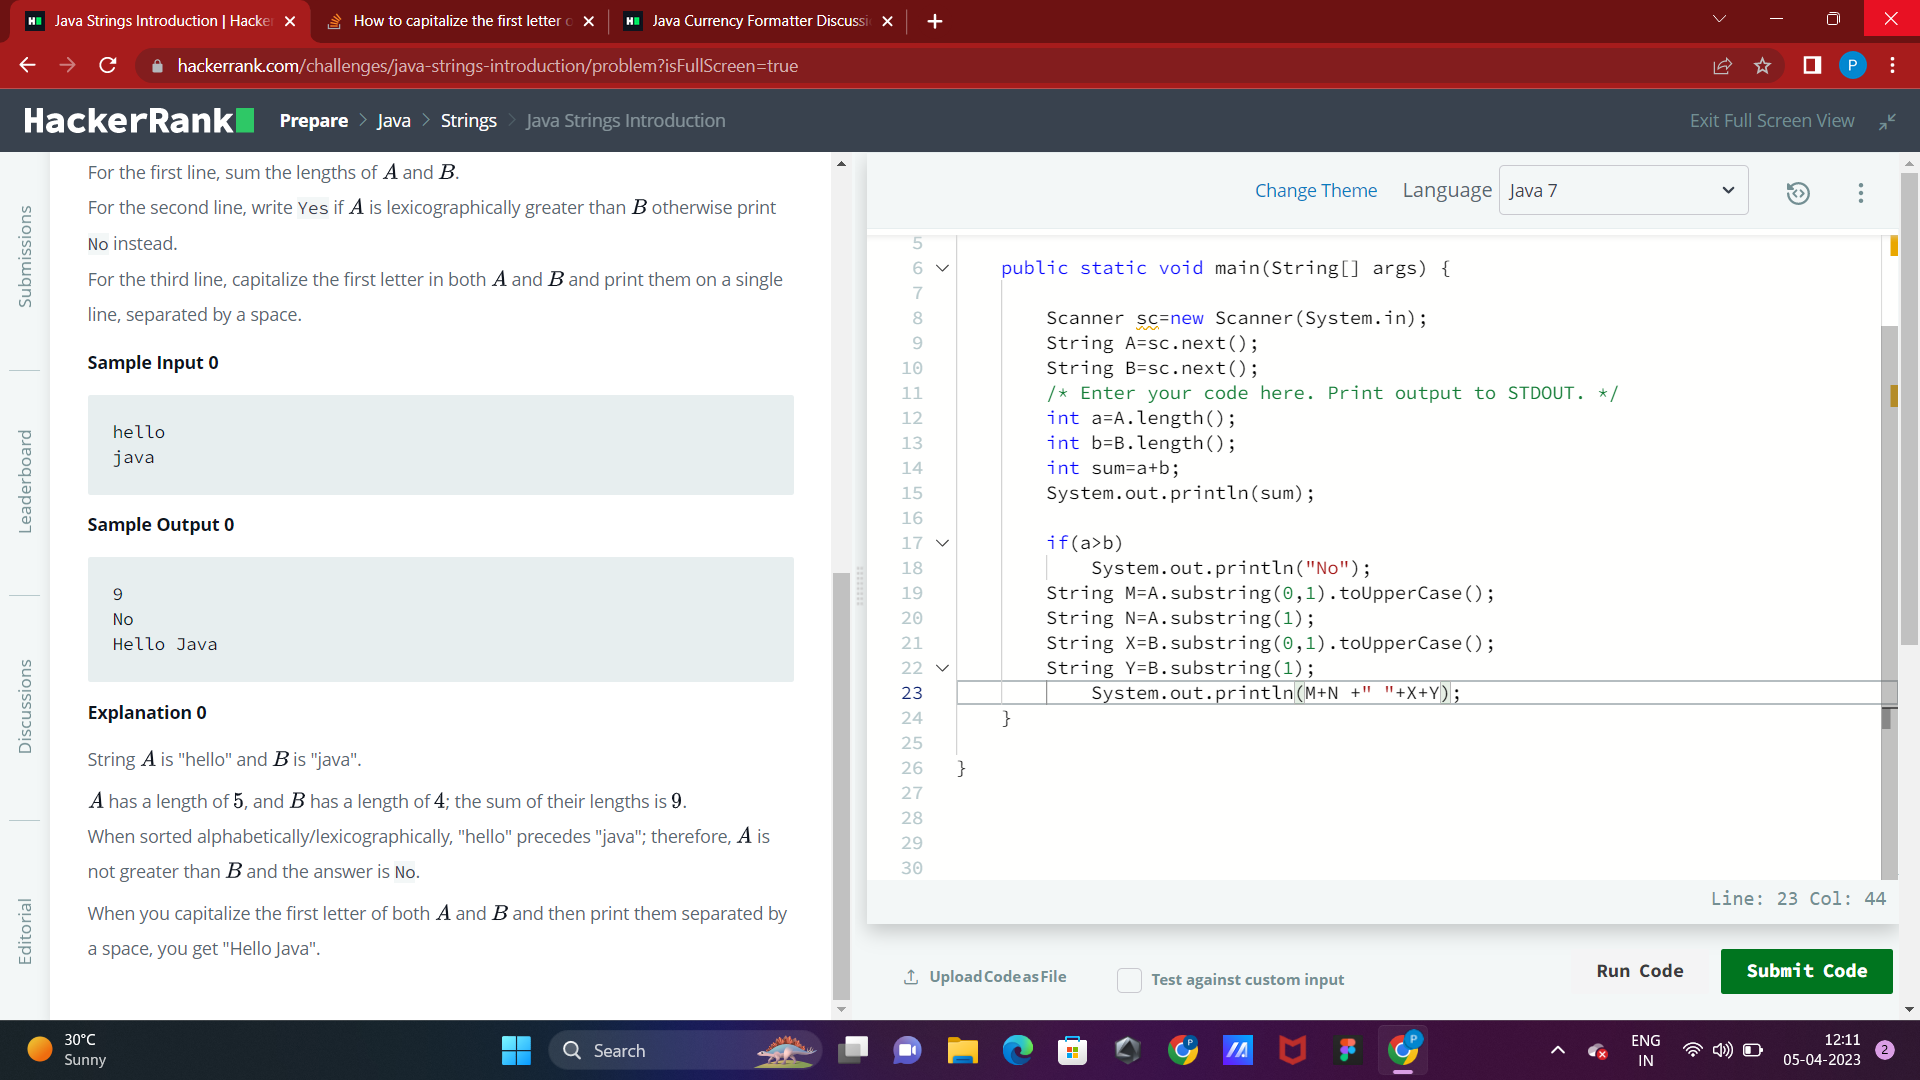 Java Strings Introduction | Hacker
How to capitalize the first letter o
Java Currency Formatter Discussi
hackerrank.com/challenges/java-strings-introduction/problem?isFullScreen=true
P
HackerRank
Prepare > Java > Strings > Java Strings Introduction
Exit Full Screen View
Submissions
Leaderboard
Discussions
Editorial
For the first line, sum the lengths of A and B.
For the second line, write Yes if A is lexicographically greater than B otherwise print
No instead.
For the third line, capitalize the first letter in both A and B and print them on a single
line, separated by a space.
Sample Input 0
hello
java
Sample Output 0
9
No
Hello Java
Explanation 0
String A is "hello" and B is "java".
A has a length of 5, and B has a length of 4; the sum of their lengths is 9.
When sorted alphabetically/lexicographically, "hello" precedes "java"; therefore, A is
not greater than B and the answer is No.
When you capitalize the first letter of both A and B and then print them separated by
a space, you get "Hello Java".
Change Theme Language Java 7
5
6 public static void main(String[] args) {
7
8 Scanner sc=new Scanner(System.in);
9 String A=sc.next();
10 String B=sc.next();
11 /* Enter your code here. Print output to STDOUT. */
12 int a=A.length();
13 int b=B.length();
14 int sum=a+b;
15 System.out.println(sum);
16
17 if(a>b)
18 System.out.println("No");
19 String M=A.substring(0,1).toUpperCase();
20 String N=A.substring(1);
21 String X=B.substring(0,1).toUpperCase();
22 String Y=B.substring(1);
23 System.out.println(M+N +" "+X+Y);
24 }
25
26 }
27
28
29
30
Line: 23 Col: 44
Upload Code as File
Test against custom input
Run Code
Submit Code
30°C
Sunny
Search
ENG
IN
12:11
05-04-2023
2